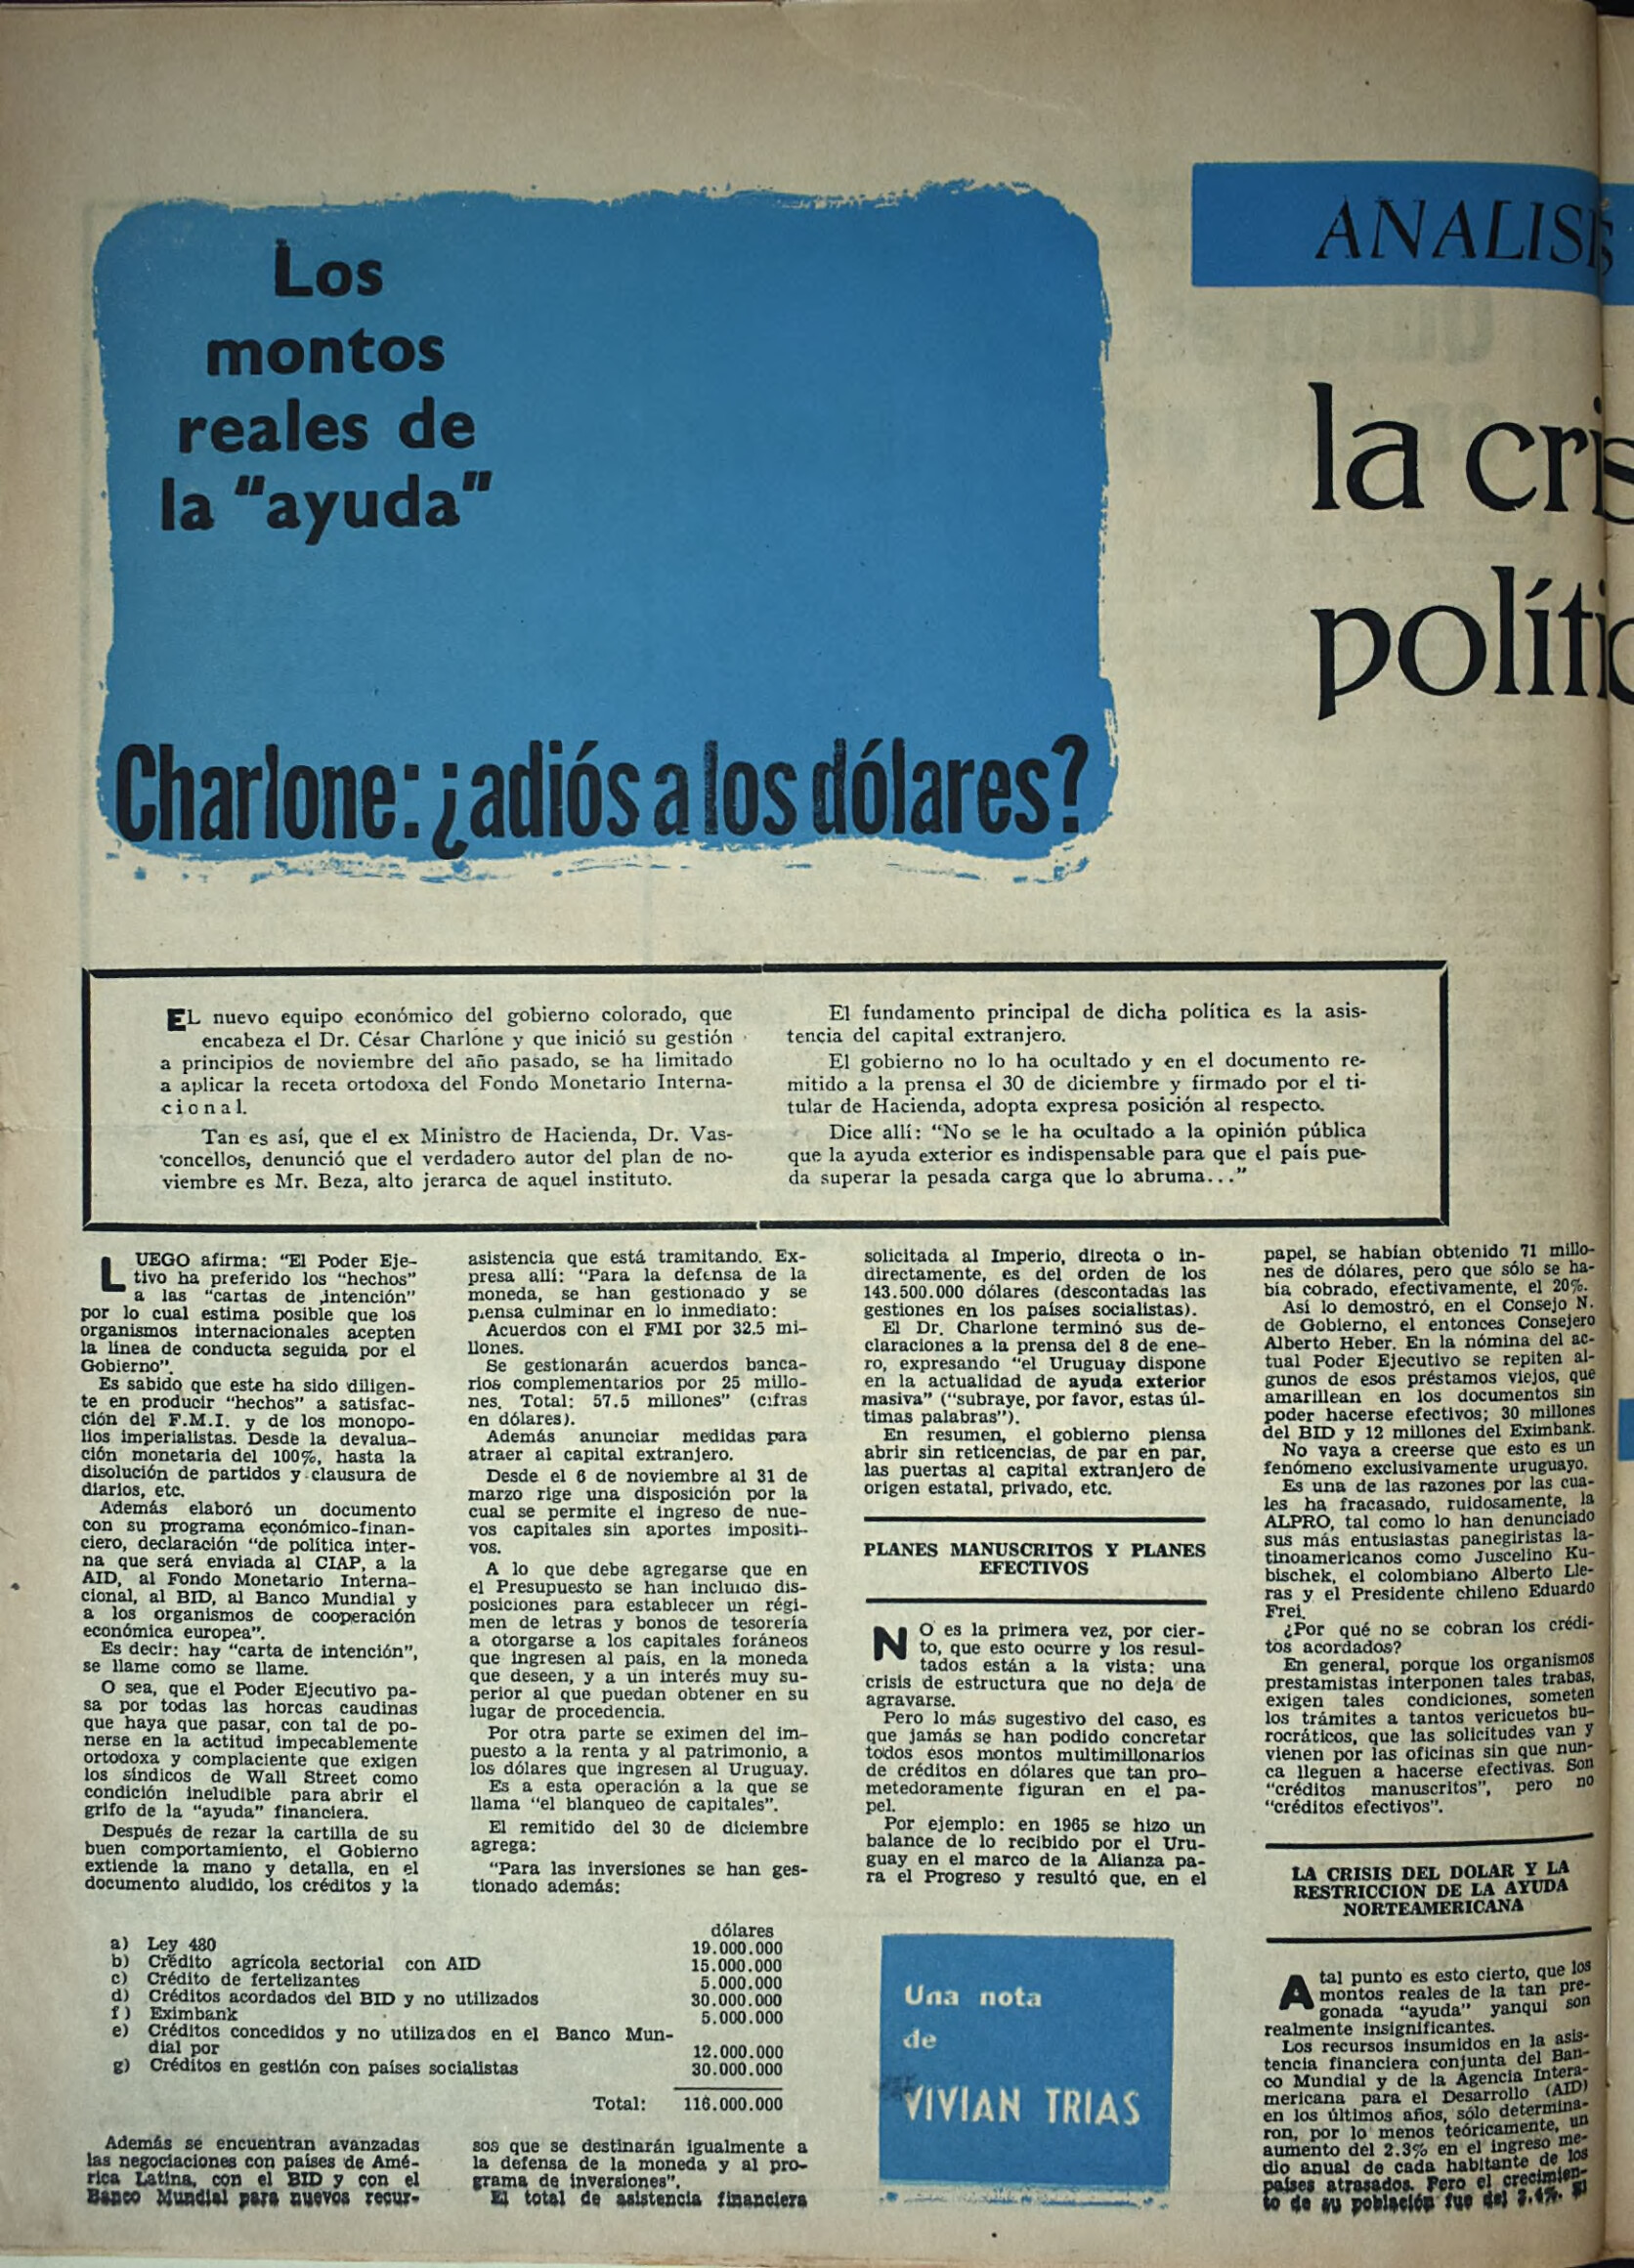 Los
montos
reales de
la "ayuda"
Charlone: ¿adiós a los dólares?
ANALISIS
la cris
políti
EL nuevo equipo económico del gobierno colorado, que
encabeza el Dr. César Charlone y que inició su gestión
a principios de noviembre del año pasado, se ha limitado
a aplicar la receta ortodoxa del Fondo Monetario Interna-
cional.
Tan es así, que el ex Ministro de Hacienda, Dr. Vas-
concellos, denunció que el verdadero autor del plan de no-
viembre es Mr. Beza, alto jerarca de aquel instituto.
El fundamento principal de dicha política es la asis-
tencia del capital extranjero.
El gobierno no lo ha ocultado y en el documento re-
mitido a la prensa el 30 de diciembre y firmado por el ti-
tular de Hacienda, adopta expresa posición al respecto.
Dice allí: "No se le ha ocultado a la opinión pública
que la ayuda exterior es indispensable para que el país pue-
da superar la pesada carga que lo abruma..."
LUEGO afirma: "El Poder Eje-
tivo ha preferido los "hechos"
a las "cartas de intención"
por lo cual estima posible que los
organismos internacionales acepten
la línea de conducta seguida por el
Gobierno".
Es sabido que este ha sido diligen-
te en producir "hechos" a satisfac-
ción del F.M.I. y de los monopo-
lios imperialistas. Desde la devalua-
ción monetaria del 100%, hasta la
disolución de partidos y clausura de
diarios, etc.
Además elaboró un documento
con su programa económico-finan-
ciero, declaración "de política inter-
na que será enviada al CIAP, a la
AID, al Fondo Monetario Interna-
cional, al BID, al Banco Mundial y
a los organismos de cooperación
económica europea".
Es decir: hay "carta de intención",
se llame como se llame.
O sea, que el Poder Ejecutivo pa-
sa por todas las horcas caudinas
que haya que pasar, con tal de po-
nerse en la actitud impecablemente
ortodoxa y complaciente que exigen
los síndicos de Wall Street como
condición ineludible para abrir el
grifo de la "ayuda" financiera.
Después de rezar la cartilla de su
buen comportamiento, el Gobierno
extiende la mano y detalla, en el
documento aludido, los créditos y la
asistencia que está tramitando. Ex-
presa allí: "Para la defensa de la
moneda, se han gestionado y se
piensa culminar en lo inmediato:
Acuerdos con el FMI por 32.5 mi-
llones.
Se gestionarán acuerdos banca-
rios complementarios por 25 millo-
nes. Total: 57.5 millones" (cifras
en dólares).
Además anunciar medidas para
atraer al capital extranjero.
Desde el 6 de noviembre al 31 de
marzo rige una disposición por la
cual se permite el ingreso de nue-
vos capitales sin aportes impositi-
vos.
A lo que debe agregarse que en
el Presupuesto se han incluido dis-
posiciones para establecer un régi-
men de letras y bonos de tesorería
a otorgarse a los capitales foráneos
que ingresen al país, en la moneda
que deseen, y a un interés muy su-
perior al que puedan obtener en su
lugar de procedencia.
Por otra parte se eximen del im-
puesto a la renta y al patrimonio, a
los dólares que ingresen al Uruguay.
Es a esta operación a la que se
llama "el blanqueo de capitales".
El remitido del 30 de diciembre
agrega:
"Para las inversiones se han ges-
tionado además:
dólares
a) Ley 480 19.000.000
b) Crédito agrícola sectorial con AID 15.000.000
c) Crédito de fertelizantes 5.000.000
d) Créditos acordados del BID y no utilizados 30.000.000
f) Eximbank 5.000.000
e) Créditos concedidos y no utilizados en el Banco Mun-
dial por 12.000.000
g) Créditos en gestión con países socialistas 30.000.000
Total: 116.000.000
Además se encuentran avanzadas
las negociaciones con países de Amé-
rica Latina, con el BID y con el
Banco Mundial para nuevos recur-
sos que se destinarán igualmente a
la defensa de la moneda y al pro-
grama de inversiones".
El total de asistencia financiera
solicitada al Imperio, directa o in-
directamente, es del orden de los
143.500.000 dólares (descontadas las
gestiones en los países socialistas).
El Dr. Charlone terminó sus de-
claraciones a la prensa del 8 de ene-
ro, expresando "el Uruguay dispone
en la actualidad de ayuda exterior
masiva" ("subraye, por favor, estas úl-
timas palabras").
En resumen, el gobierno piensa
abrir sin reticencias, de par en par,
las puertas al capital extranjero de
origen estatal, privado, etc.
PLANES MANUSCRITOS Y PLANES
EFECTIVOS
NO es la primera vez, por cier-
to, que esto ocurre y los resul-
tados están a la vista: una
crisis de estructura que no deja de
agravarse.
Pero lo más sugestivo del caso, es
que jamás se han podido concretar
todos esos montos multimillonarios
de créditos en dólares que tan pro-
metedoramente figuran en el pa-
pel.
Por ejemplo: en 1965 se hizo un
balance de lo recibido por el Uru-
guay en el marco de la Alianza pa-
ra el Progreso y resultó que, en el
Una nota
de
VIVIAN TRIAS
papel, se habían obtenido 71 millo-
nes de dólares, pero que sólo se ha-
bía cobrado, efectivamente, el 20%.
Así lo demostró, en el Consejo N.
de Gobierno, el entonces Consejero
Alberto Heber. En la nómina del ac-
tual Poder Ejecutivo se repiten al-
gunos de esos préstamos viejos, que
amarillean en los documentos sin
poder hacerse efectivos; 30 millones
del BID y 12 millones del Eximbank.
No vaya a creerse que esto es un
fenómeno exclusivamente uruguayo.
Es una de las razones por las cua-
les ha fracasado, ruidosamente, la
ALPRO, tal como lo han denunciado
sus más entusiastas panegiristas la-
tinoamericanos como Juscelino Ku-
bischek, el colombiano Alberto Lle-
ras y el Presidente chileno Eduardo
Frei.
¿Por qué no se cobran los crédi-
tos acordados?
En general, porque los organismos
prestamistas interponen tales trabas,
exigen tales condiciones, someten
los trámites a tantos vericuetos bu-
rocráticos, que las solicitudes van y
vienen por las oficinas sin que nun-
ca lleguen a hacerse efectivas. Son
"créditos manuscritos", pero no
"créditos efectivos".
LA CRISIS DEL DOLAR Y LA
RESTRICCION DE LA AYUDA
NORTEAMERICANA
A tal punto es esto cierto, que los
montos reales de la tan pre-
gonada "ayuda" yanqui son
realmente insignificantes.
Los recursos insumidos en la asis-
tencia financiera conjunta del Ban-
co Mundial y de la Agencia Intera-
mericana para el Desarrollo (AID)
en los últimos años, sólo determina-
ron, por lo menos teóricamente, un
aumento del 2.3% en el ingreso me-
dio anual de cada habitante de los
países atrasados. Pero el crecimien-
to de su población fue del 2.4%. El